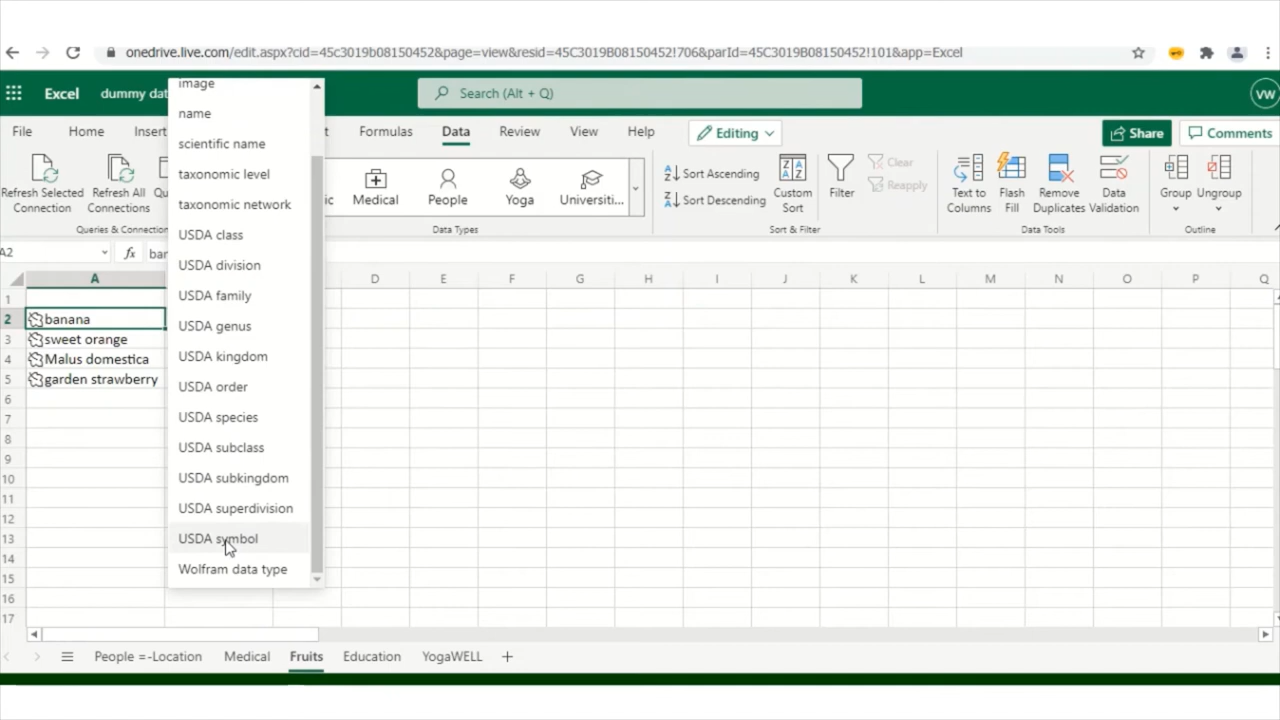 onedrive.live.com/edit.aspx?cid=45c3019b08150452&page=view&resid=45C3019B08150452!706&parId=45C3019B08150452!101&app=Excel
Excel dummy dat Search (Alt + Q) VW
File Home Insert t Formulas Data Review View Help Editing Share Comments
Refresh Selected Connection
Refresh All Connections
Qu
ic
Medical
People
Yoga
Universiti...
Sort Ascending
Sort Descending
Custom Sort
Filter
Clear
Reapply
Text to Columns
Flash Fill
Remove Duplicates
Data Validation
Group
Ungroup
Queries & Connection
Data Types
Sort & Filter
Data Tools
Outline
A2 fx bar
image
name
scientific name
taxonomic level
taxonomic network
USDA class
USDA division
USDA family
USDA genus
USDA kingdom
USDA order
USDA species
USDA subclass
USDA subkingdom
USDA superdivision
USDA symbol
Wolfram data type
A D E F G H I J K L M N O P Q
1
2 banana
3 sweet orange
4 Malus domestica
5 garden strawberry
6
7
8
9
10
11
12
13
14
15
16
17
People =-Location Medical Fruits Education YogaWELL